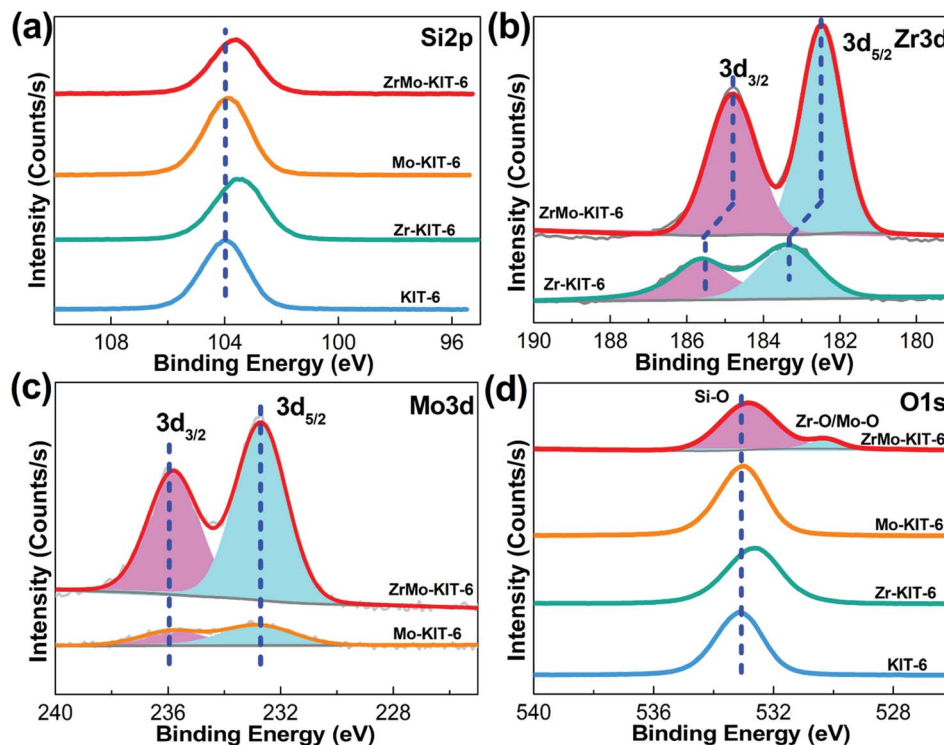 (a)
Si2p
ZrMo-KIT-6
Mo-KIT-6
Zr-KIT-6
KIT-6
Intensity (Counts/s)
108 104 100 96
Binding Energy (eV)
(b)
Zr3d
3d3/2
3d5/2
ZrMo-KIT-6
Zr-KIT-6
Intensity (Counts/s)
190 188 186 184 182 180
Binding Energy (eV)
(c)
Mo3d
3d3/2
3d5/2
ZrMo-KIT-6
Mo-KIT-6
Intensity (Counts/s)
240 236 232 228
Binding Energy (eV)
(d)
O1s
Si-O
Zr-O/Mo-O
ZrMo-KIT-6
Mo-KIT-6
Zr-KIT-6
KIT-6
Intensity (Counts/s)
540 536 532 528
Binding Energy (eV)